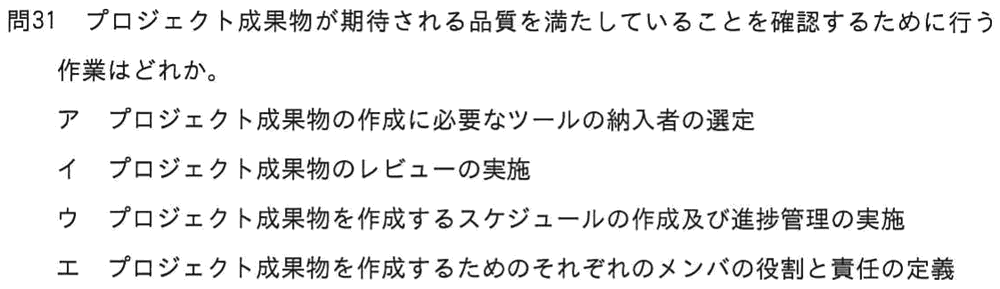 問31　プロジェクト成果物が期待される品質を満たしていることを確認するために行う
作業はどれか。
ア　プロジェクト成果物の作成に必要なツールの納入者の選定
イ　プロジェクト成果物のレビューの実施
ウ　プロジェクト成果物を作成するスケジュールの作成及び進捗管理の実施
エ　プロジェクト成果物を作成するためのそれぞれのメンバの役割と責任の定義